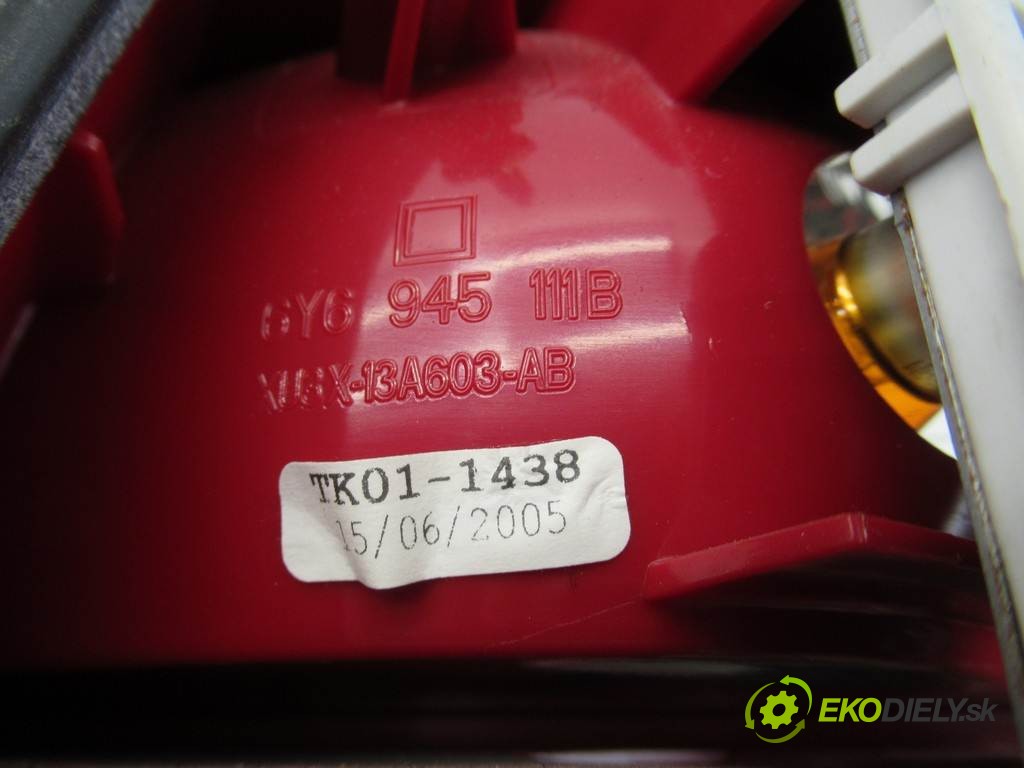 6Y6 945 111B
-13A603-AB
TK01-1438
15/06/2005
EKODIELY.sk